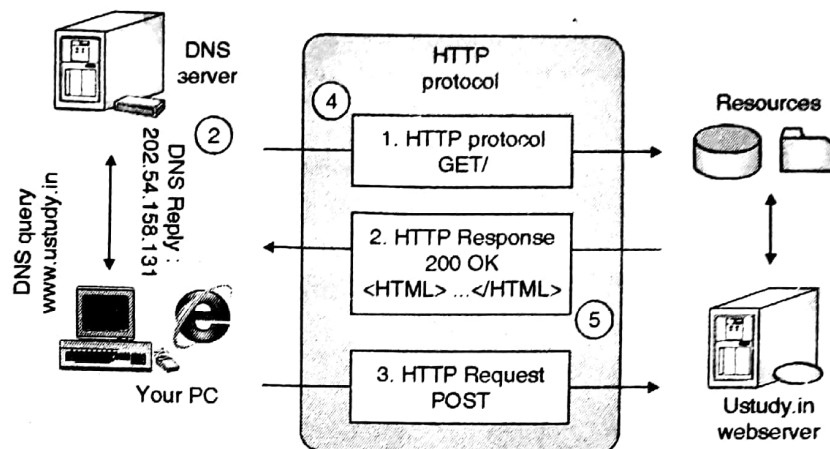 DNS
server
HTTP
protocol
4
2
1. HTTP protocol
GET/
Resources
DNS Reply :
202.54.158.131
DNS query
www.ustudy.in
2. HTTP Response
200 OK
<HTML> ...</HTML>
5
Your PC
3. HTTP Request
POST
Ustudy.in
webserver